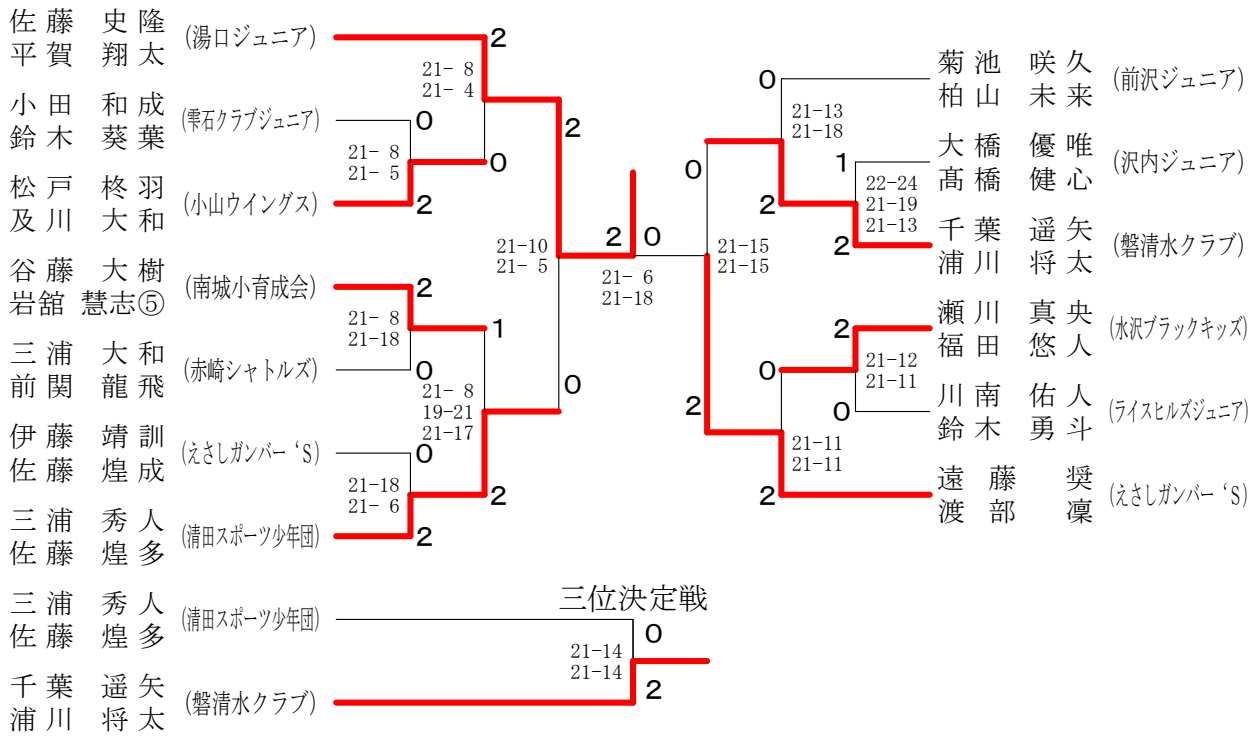 佐藤 史隆
平賀 翔太
(湯口ジュニア)
2
21- 8
21- 4
小田 和成
鈴木 葵葉
(雫石クラブジュニア)
0
21- 8
21- 5
0
松戸 柊羽
及川 大和
(小山ウイングス)
2
2
21-10
21- 5
谷藤 大樹
岩舘 慧志⑤
(南城小育成会)
2
21- 8
21-18
1
三浦 大和
前関 龍飛
(赤崎シャトルズ)
0
21- 8
19-21
21-17
0
伊藤 靖訓
佐藤 煌成
(えさしガンバー‘S)
0
21-18
21- 6
2
三浦 秀人
佐藤 煌多
(清田スポーツ少年団)
2
2
0
21- 6
21-18
菊池 咲久
柏山 未来
(前沢ジュニア)
0
21-13
21-18
大橋 優唯
髙橋 健心
(沢内ジュニア)
1
22-24
21-19
21-13
2
千葉 遥矢
浦川 将太
(磐清水クラブ)
2
0
21-15
21-15
瀬川 真央
福田 悠人
(水沢ブラックキッズ)
2
21-12
21-11
0
川南 佑人
鈴木 勇斗
(ライスヒルズジュニア)
0
2
21-11
21-11
遠藤 奨
渡部 凜
(えさしガンバー‘S)
2
三位決定戦
三浦 秀人
佐藤 煌多
(清田スポーツ少年団)
0
21-14
21-14
千葉 遥矢
浦川 将太
(磐清水クラブ)
2